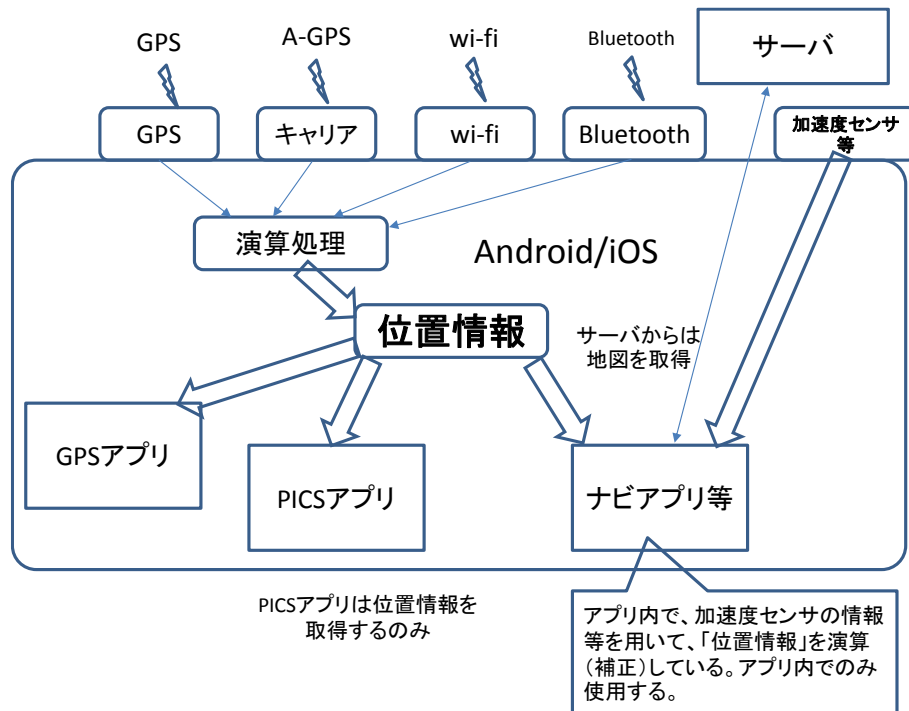 GPS
A-GPS
wi-fi
Bluetooth
サーバ
GPS
キャリア
wi-fi
Bluetooth
加速度センサ
等
演算処理
Android/iOS
位置情報
サーバからは
地図を取得
GPSアプリ
PICSアプリ
ナビアプリ等
PICSアプリは位置情報を
取得するのみ
アプリ内で、加速度センサの情報
等を用いて、「位置情報」を演算
（補正）している。アプリ内でのみ
使用する。